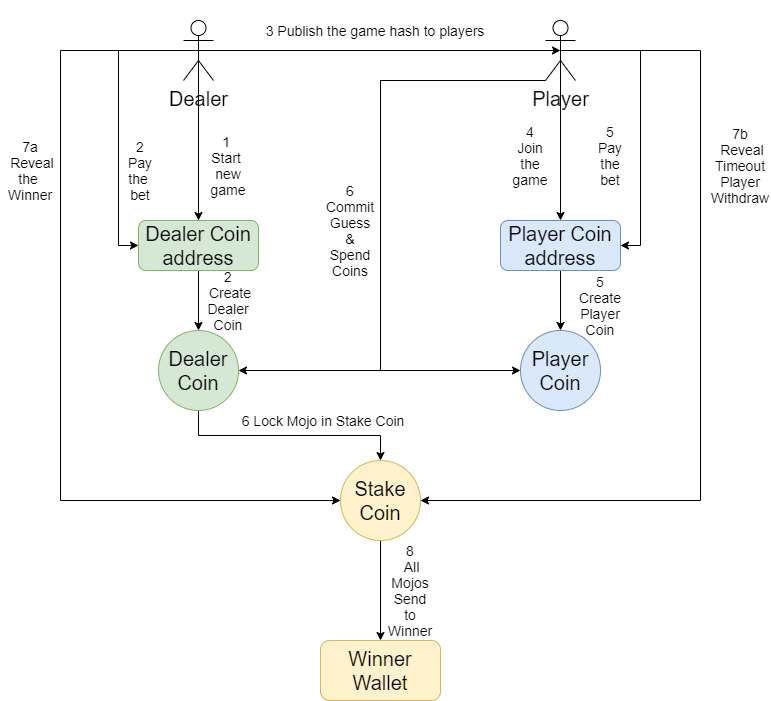 3 Publish the game hash to players
Dealer
Player
7a
Reveal
the
Winner
2
Pay
the
bet
1
Start
new
game
4
Join
the
game
5
Pay
the
bet
7b
Reveal
Timeout
Player
Withdraw
6
Commit
Guess
&
Spend
Coins
Dealer Coin
address
Player Coin
address
2
Create
Dealer
Coin
5
Create
Player
Coin
Dealer
Coin
Player
Coin
6 Lock Mojo in Stake Coin
Stake
Coin
8
All
Mojos
Send
to
Winner
Winner
Wallet